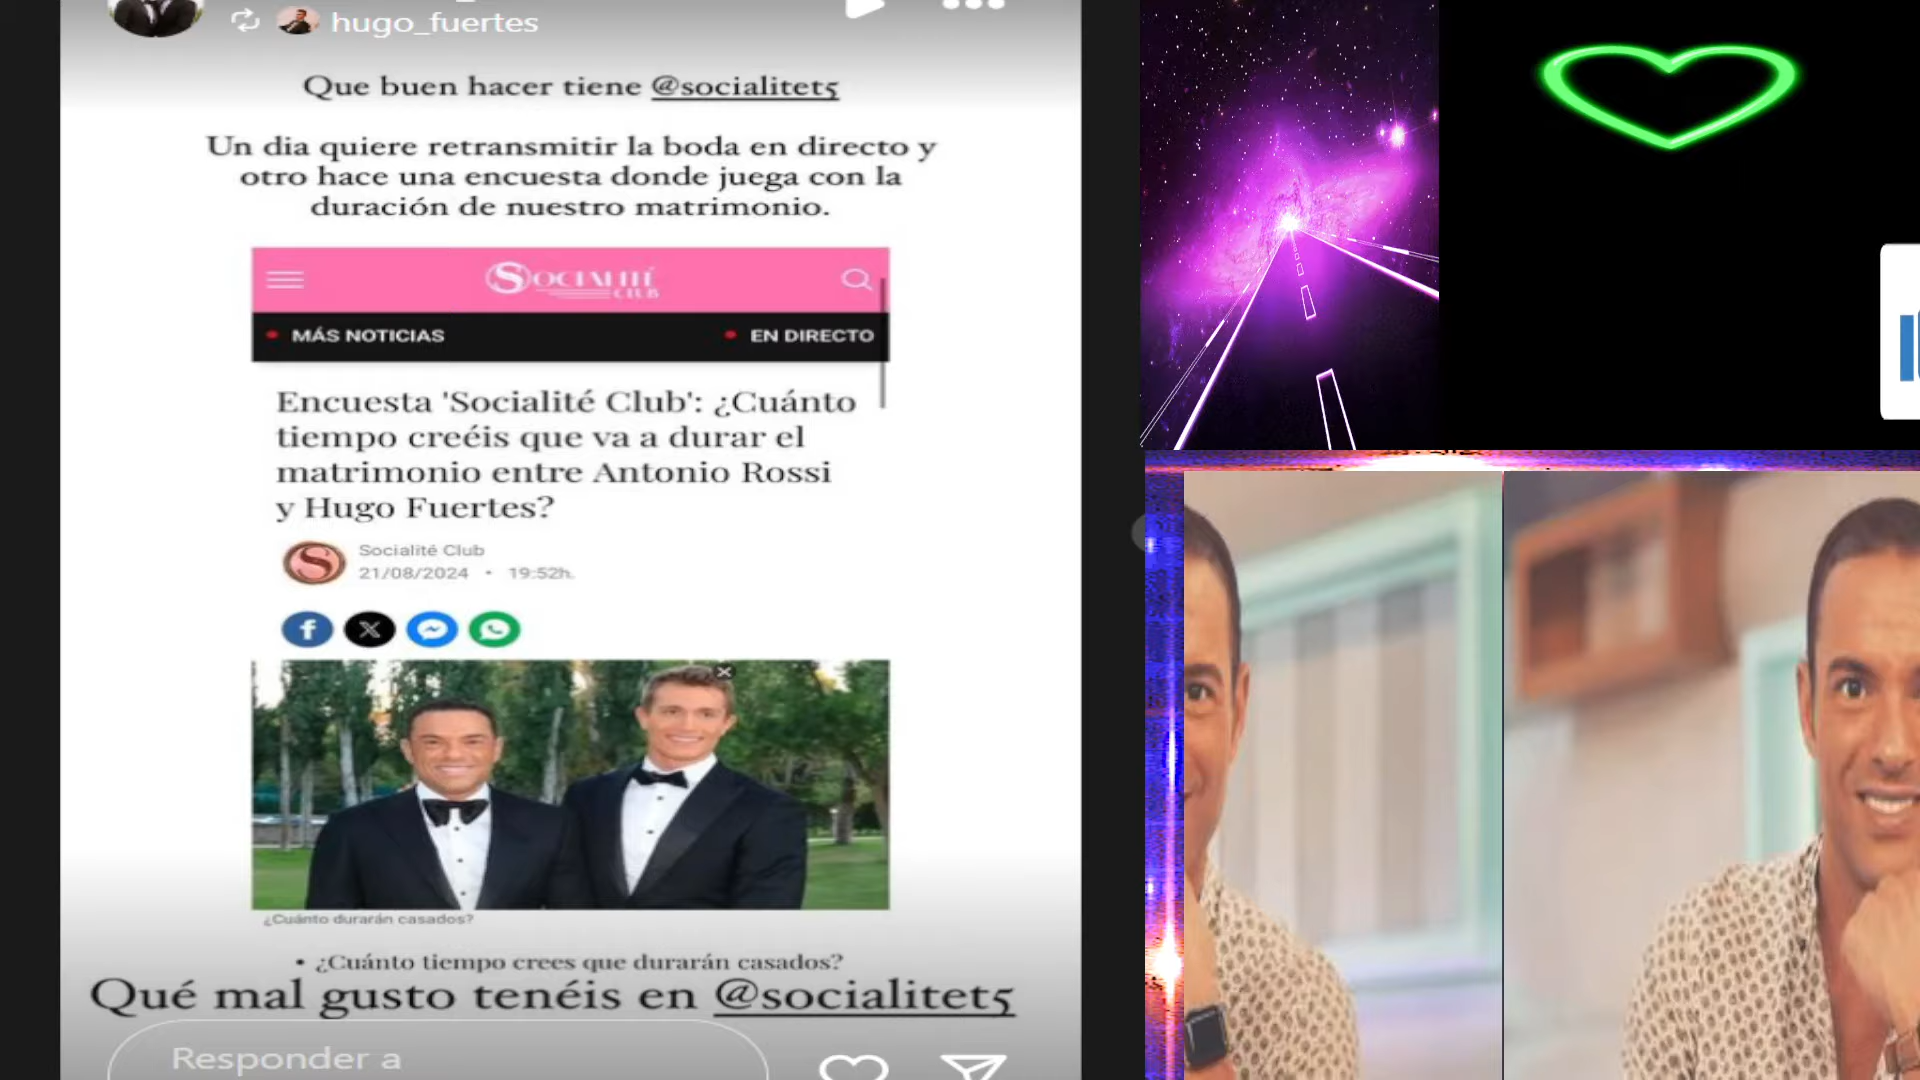 hugo_fuertes
Que buen hacer tiene @socialitet5
Un dia quiere retransmitir la boda en directo y
otro hace una encuesta donde juega con la
duración de nuestro matrimonio.
SOCIALITÉ
CLUB
MÁS NOTICIAS
EN DIRECTO
Encuesta 'Socialité Club': ¿Cuánto
tiempo creéis que va a durar el
matrimonio entre Antonio Rossi
y Hugo Fuertes?
Socialité Club
21/08/2024 • 19:52h.
¿Cuánto durarán casados?
• ¿Cuánto tiempo crees que durarán casados?
Qué mal gusto tenéis en @socialitet5
Responder a